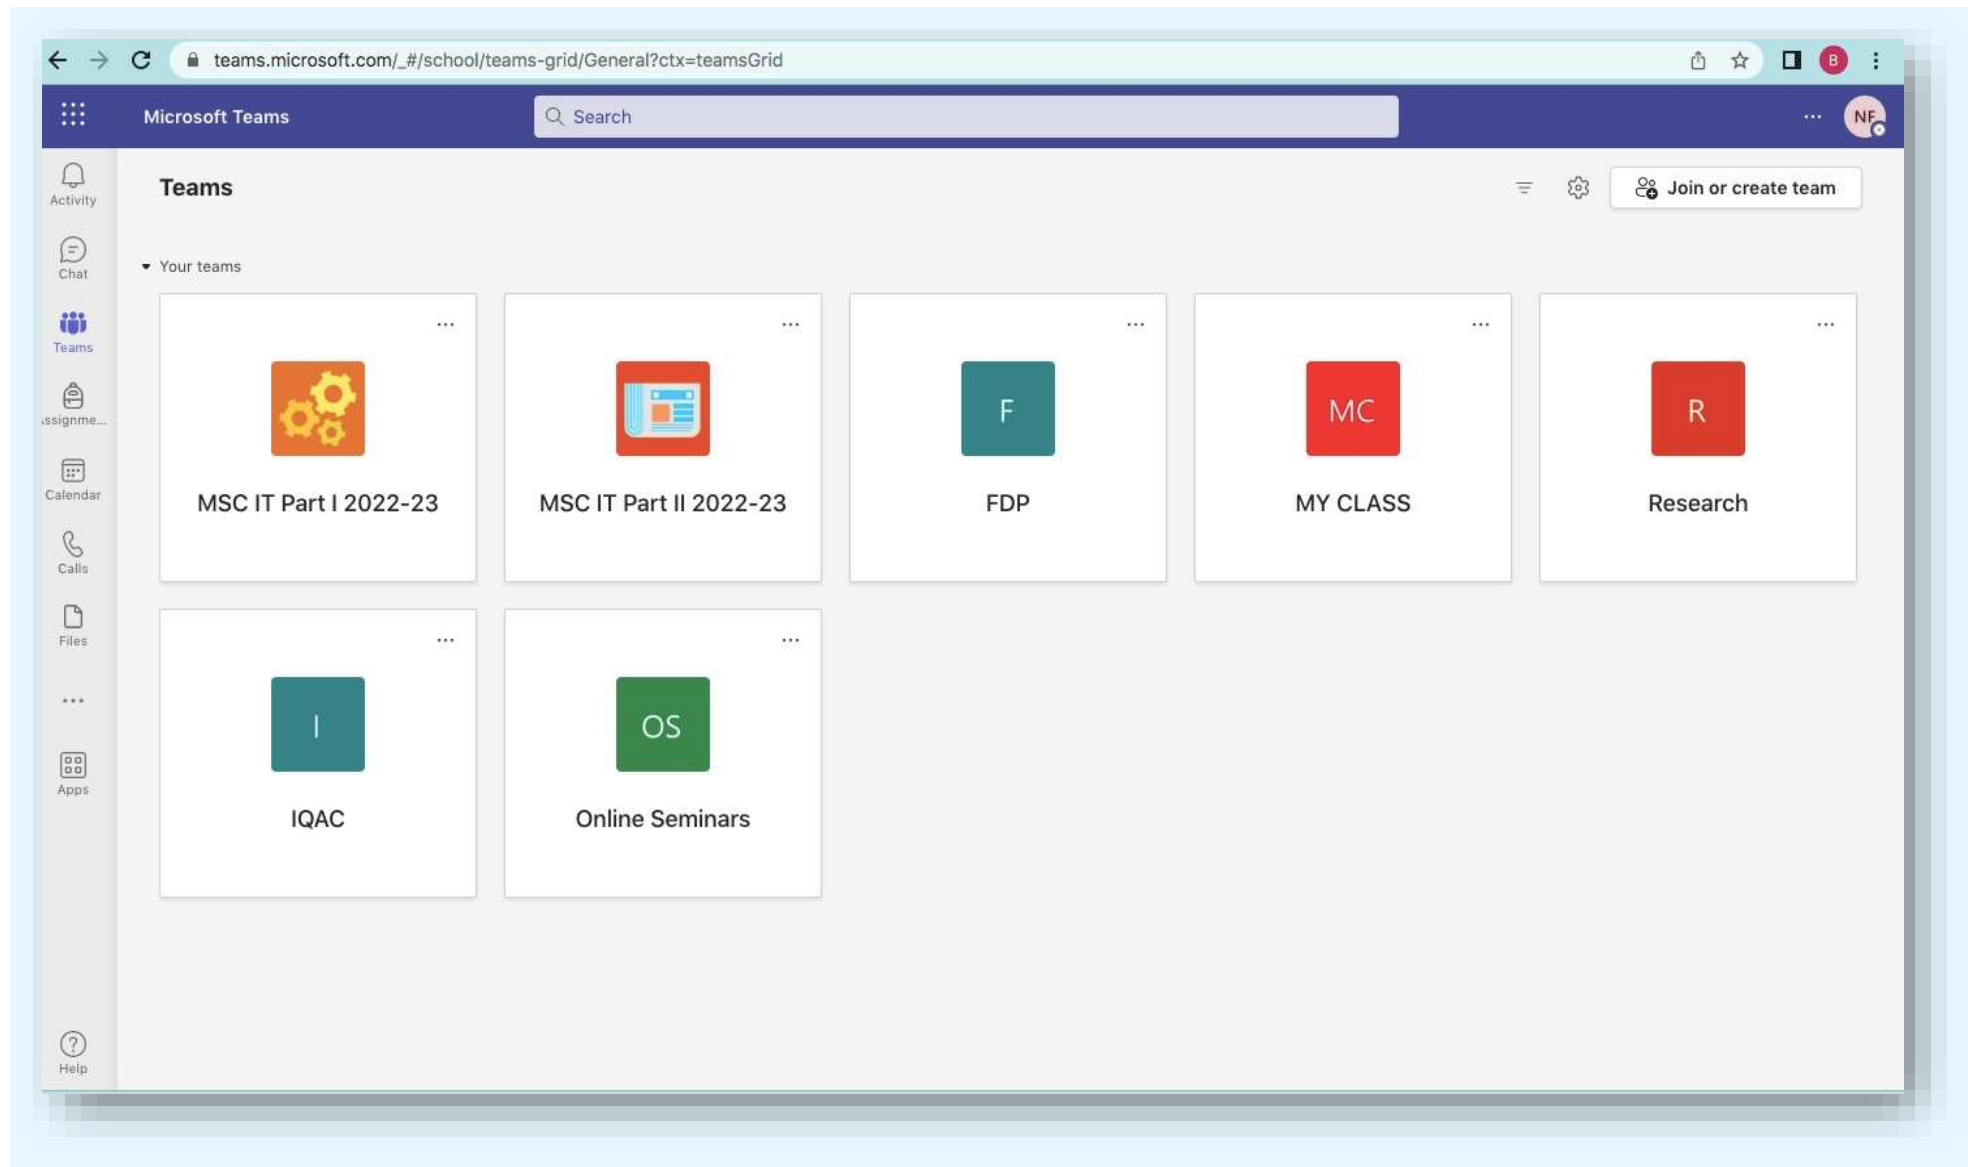 teams.microsoft.com/_#/school/teams-grid/General?ctx=teamsGrid
B
Microsoft Teams
Search
NF
Activity
Chat
Teams
ssignme...
Calendar
Calls
Files
Apps
Help
Teams
Join or create team
Your teams
MSC IT Part I 2022-23
MSC IT Part II 2022-23
F
FDP
MC
MY CLASS
R
Research
I
IQAC
OS
Online Seminars